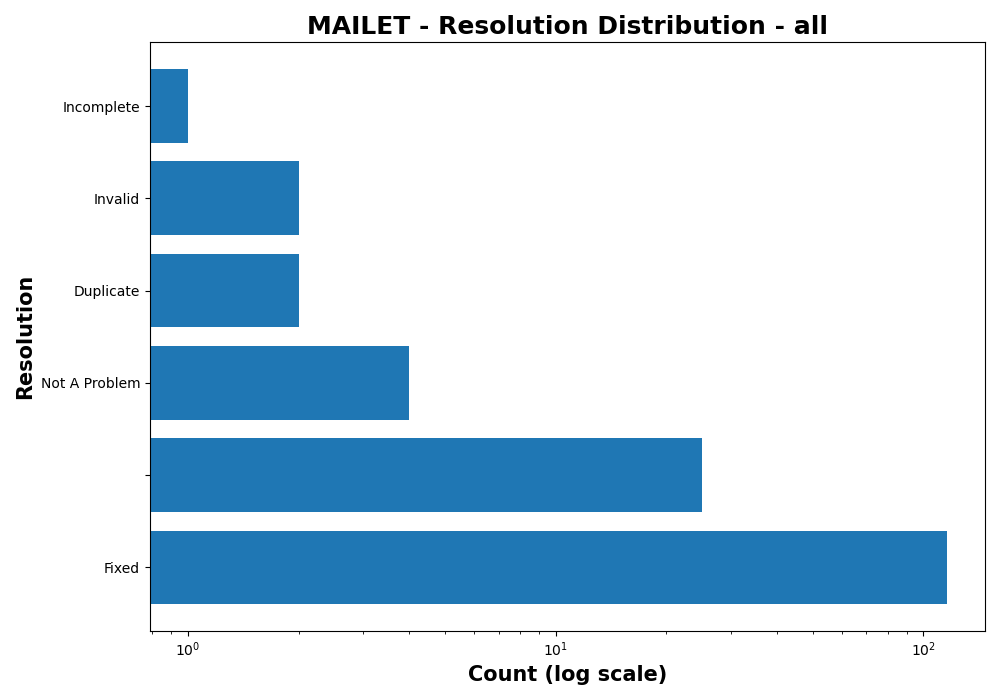 MAILET - Resolution Distribution - all
Incomplete
Invalid
Duplicate
Not A Problem
Fixed
Resolution
10⁰
10¹
10²
Count (log scale)